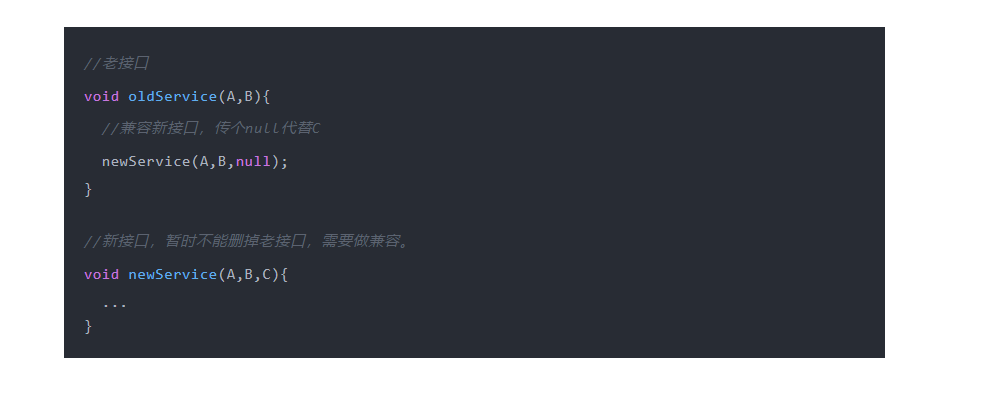 //老接口
void oldService(A,B){
//兼容新接口，传个null代替C
newService(A,B,null);
}
//新接口，暂时不能删掉老接口，需要做兼容。
void newService(A,B,C){
...
}